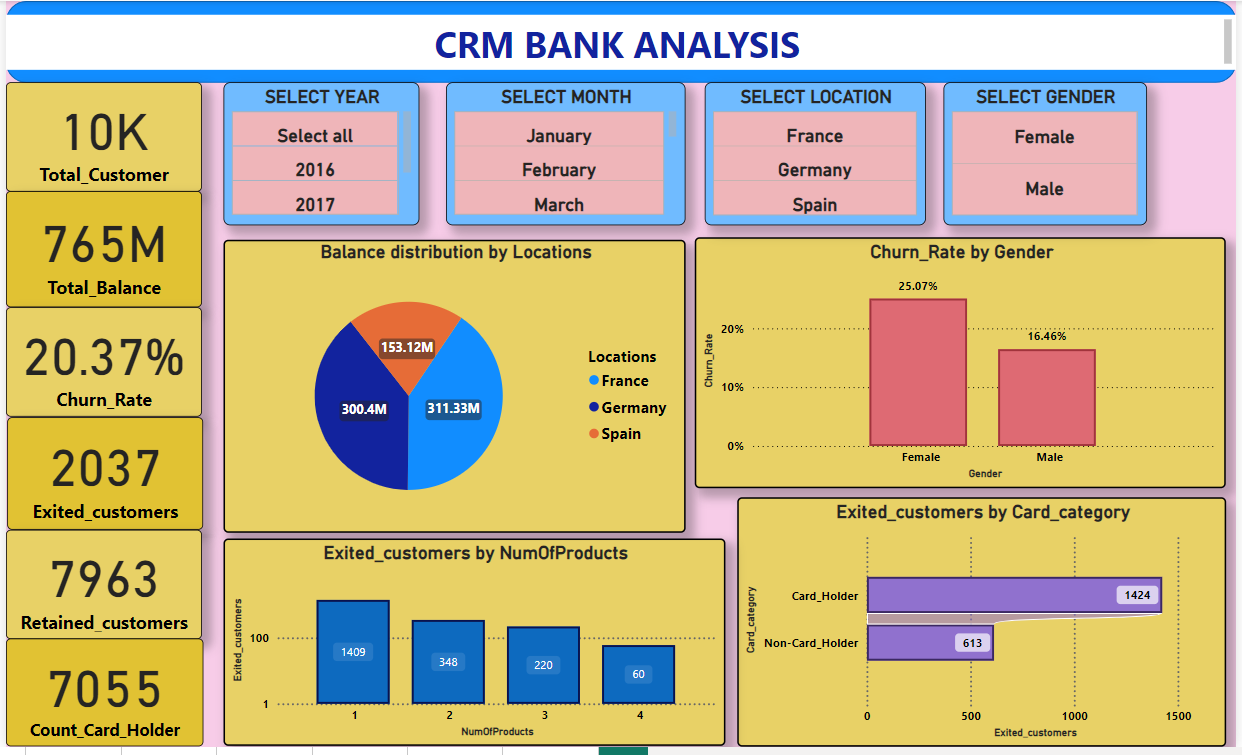 CRM BANK ANALYSIS
10K
Total_Customer
765M
Total_Balance
20.37%
Churn_Rate
2037
Exited_customers
7963
Retained_customers
7055
Count_Card_Holder
SELECT YEAR
Select all
2016
2017
SELECT MONTH
January
February
March
SELECT LOCATION
France
Germany
Spain
SELECT GENDER
Female
Male
Balance distribution by Locations
153.12M
300.4M
311.33M
Locations
France
Germany
Spain
Churn_Rate by Gender
Churn_Rate
20%
10%
0%
25.07%
16.46%
Female
Male
Gender
Exited_customers by NumOfProducts
Exited_customers
100
1
1409
348
220
60
1
2
3
4
NumOfProducts
Exited_customers by Card_category
Card_category
Card_Holder
1424
Non-Card_Holder
613
0
500
1000
1500
Exited_customers